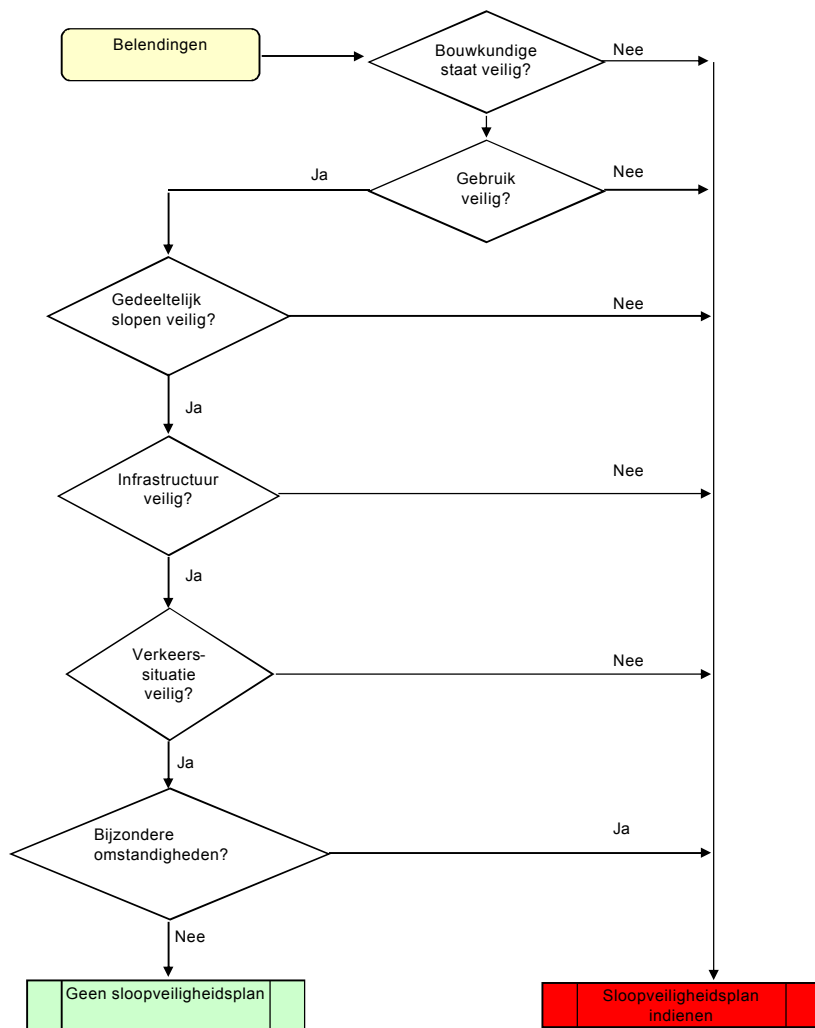 Belendingen
Bouwkundige
staat veilig?
Nee
Ja
Gebruik
veilig?
Nee
Gedeeltelijk
slopen veilig?
Nee
Ja
Infrastructuur
veilig?
Nee
Ja
Verkeers-
situatie
veilig?
Nee
Ja
Bijzondere
omstandigheden?
Ja
Nee
Geen sloopveiligheidsplan
Sloopveiligheidsplan
indienen